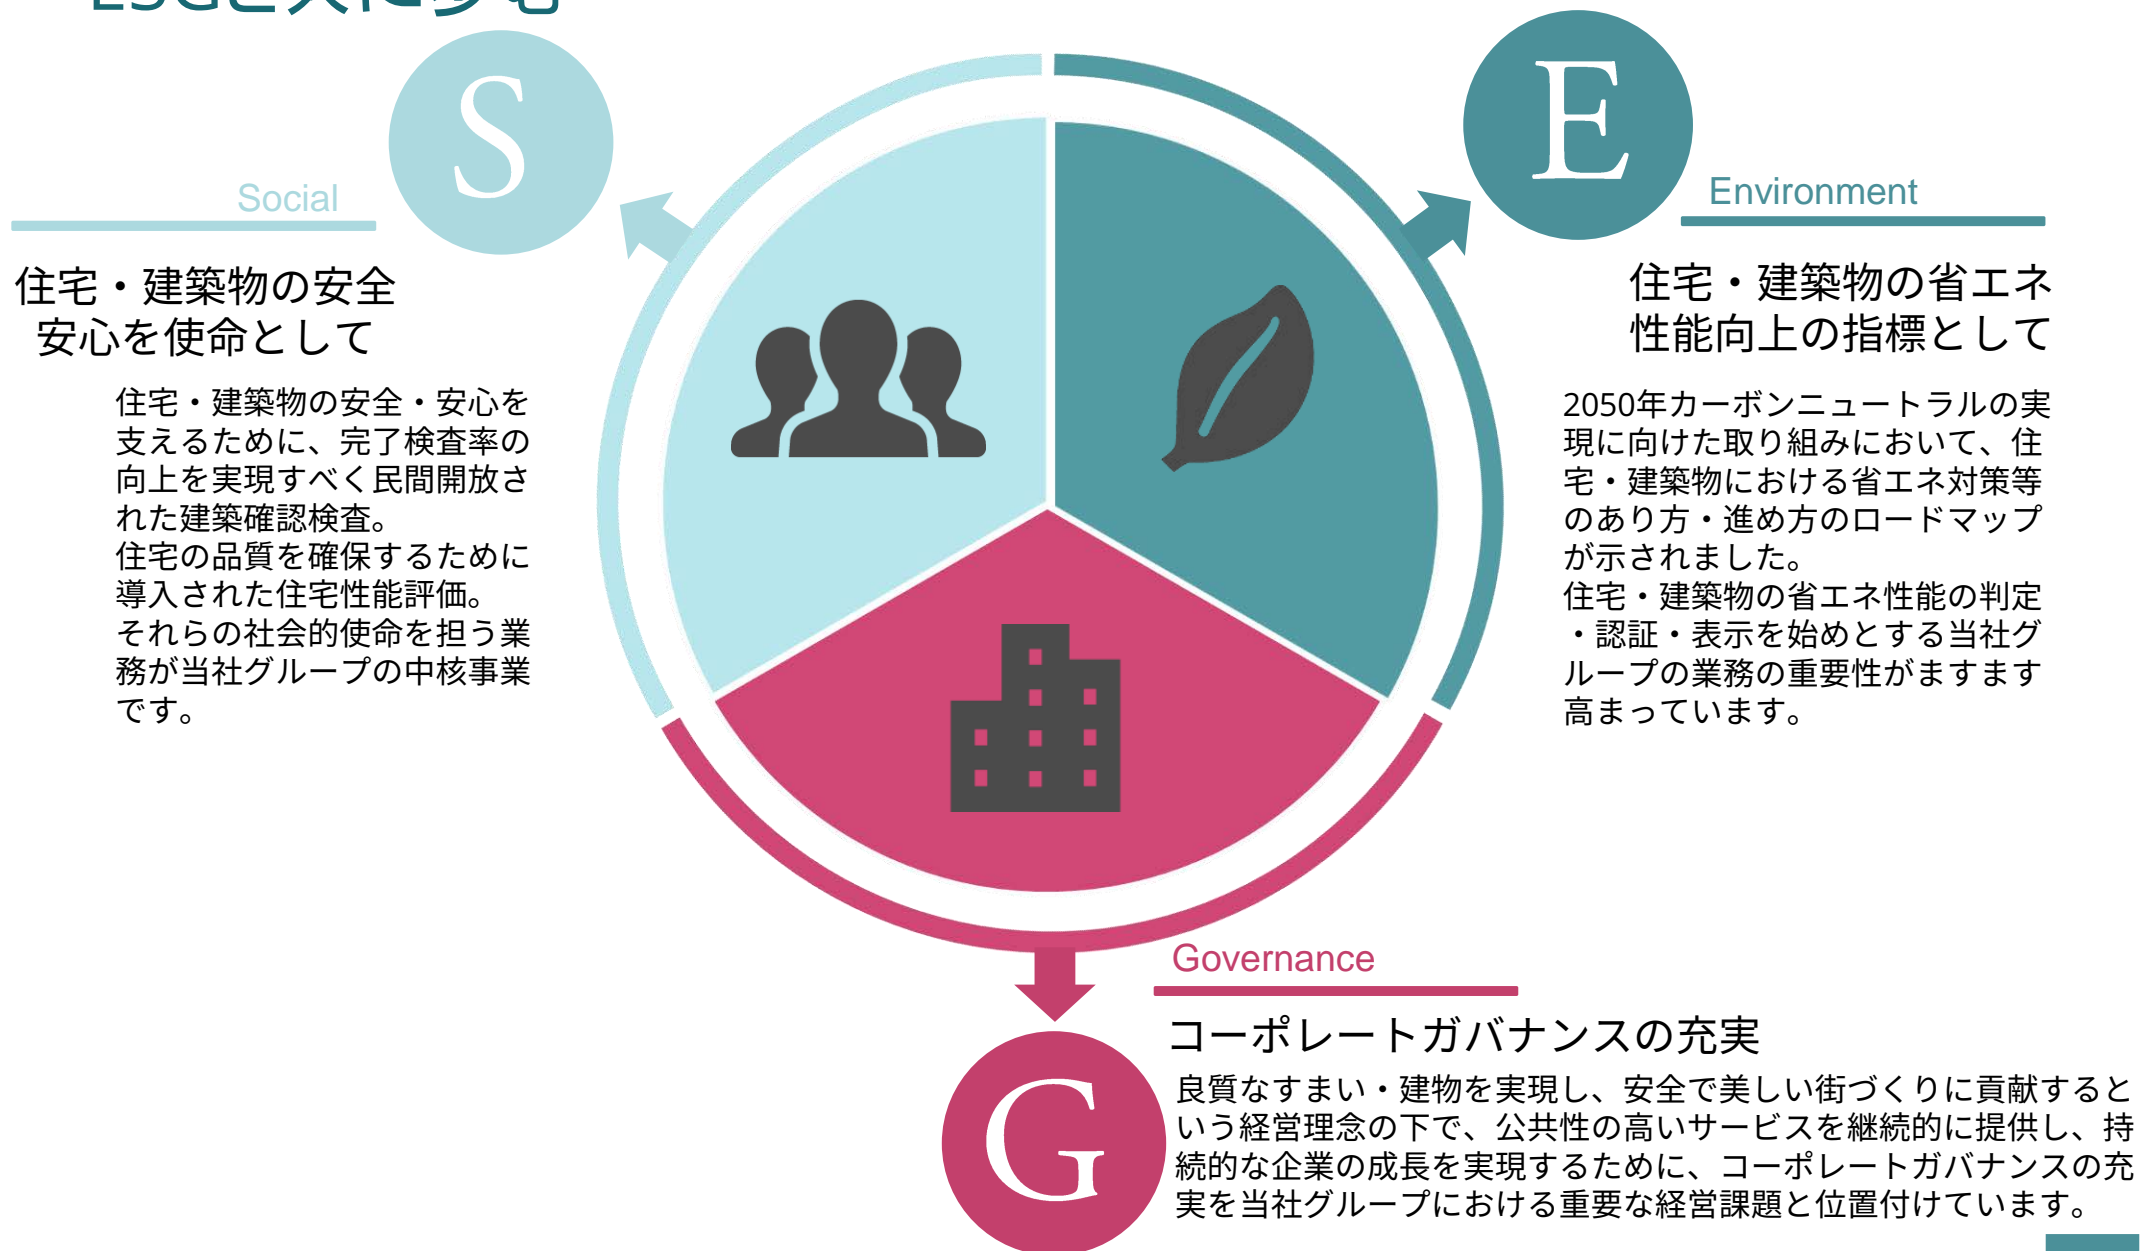 S
Social
住宅・建築物の安全
安心を使命として
住宅・建築物の安全・安心を
支えるために、完了検査率の
向上を実現すべく民間開放さ
れた建築確認検査。
住宅の品質を確保するために
導入された住宅性能評価。
それらの社会的使命を担う業
務が当社グループの中核事業
です。
E
Environment
住宅・建築物の省エネ
性能向上の指標として
2050年カーボンニュートラルの実
現に向けた取り組みにおいて、住
宅・建築物における省エネ対策等
のあり方・進め方のロードマップ
が示されました。
住宅・建築物の省エネ性能の判定
・認証・表示を始めとする当社グ
ループの業務の重要性がますます
高まっています。
Governance
G
コーポレートガバナンスの充実
良質なすまい・建物を実現し、安全で美しい街づくりに貢献すると
いう経営理念の下で、公共性の高いサービスを継続的に提供し、持
続的な企業の成長を実現するために、コーポレートガバナンスの充
実を当社グループにおける重要な経営課題と位置付けています。